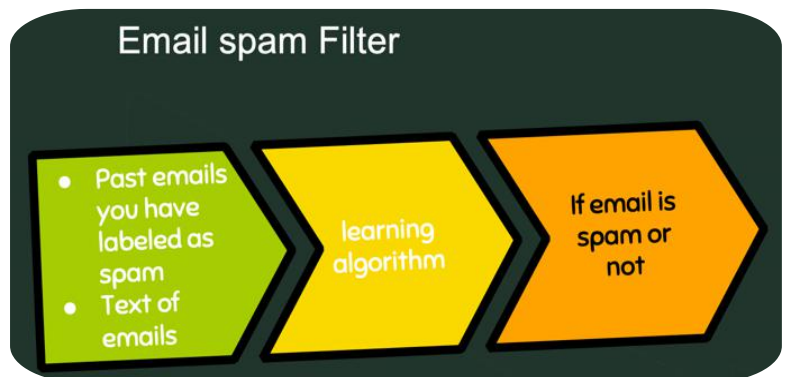 Email spam Filter
● Past emails
you have
labeled as
spam
● Text of
emails
learning
algorithm
If email is
spam or
not